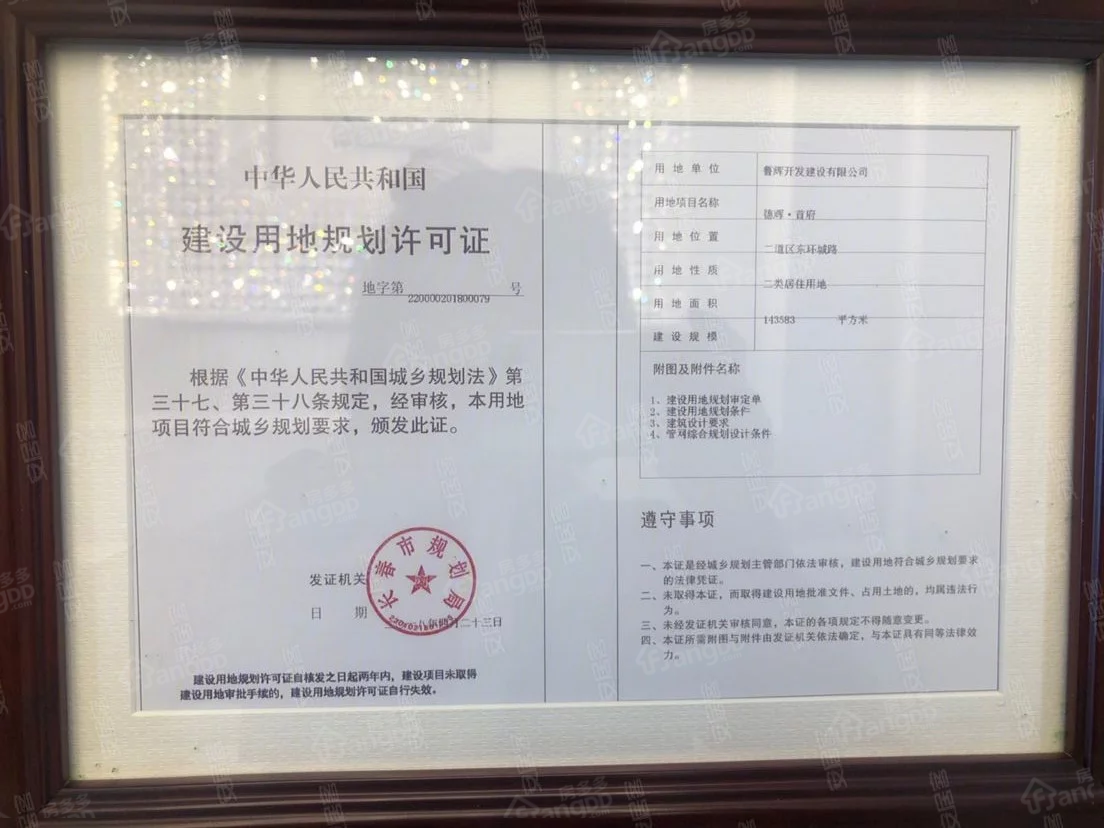 中华人民共和国
建设用地规划许可证
地字第 220000201800079 号
根据《中华人民共和国城乡规划法》第
三十七、第三十八条规定，经审核，本用地
项目符合城乡规划要求，颁发此证。
发证机关
长春市规划局
日 期
二十三日
建设用地规划许可证自核发之日起两年内，建设项目未取得
建设用地审批手续的，建设用地规划许可证自行失效。
用地单位 辉开发建设有限公司
用地项目名称 德辉·首府
用地位置 二道区东环城路
用地性质 二类居住用地
用地面积 143583 平方米
建设规模
附图及附件名称
1、建设用地规划审定单
2、建设用地规划条件
3、建筑设计要求
4、管网综合规划设计条件
遵守事项
一、本证是经城乡规划主管部门依法审核，建设用地符合城乡规划要求
的法律凭证。
二、未取得本证，而取得建设用地批准文件、占用土地的，均属违法行
为。
三、未经发证机关审核同意，本证的各项规定不得随意变更。
四、本证所需附图与附件由发证机关依法确定，与本证具有同等法律效
力。
房多多
Fangdd